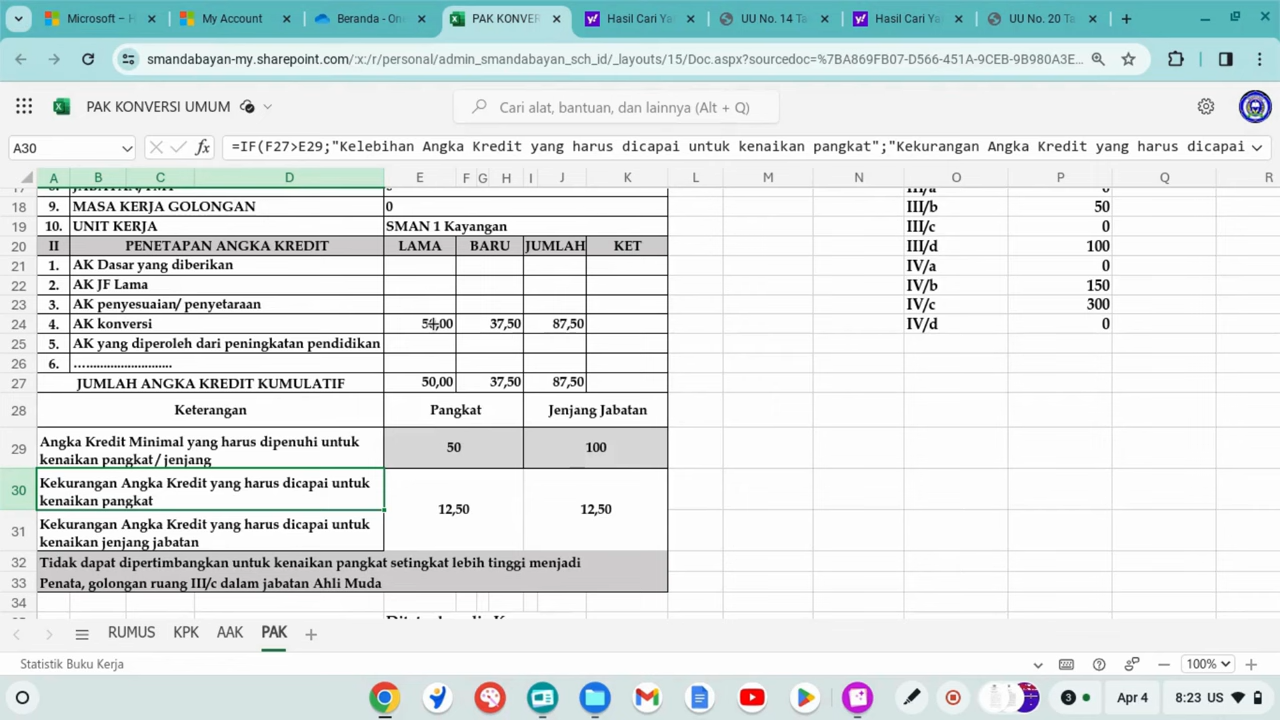 Microsoft – H
My Account
Beranda - One
PAK KONVER
Hasil Cari Ya
UU No. 14 Ta
Hasil Cari Ya
UU No. 20 Ta
smandabayan-my.sharepoint.com/:x:/r/personal/admin_smandabayan_sch_id/_layouts/15/Doc.aspx?sourcedoc=%7BA869FB07-D566-451A-9CEB-9B980A3E...
PAK KONVERSI UMUM
Cari alat, bantuan, dan lainnya (Alt + Q)
A30 fx =IF(F27>E29;"Kelebihan Angka Kredit yang harus dicapai untuk kenaikan pangkat";"Kekurangan Angka Kredit yang harus dicapai
A B C D E F G H I J K L M N O P Q R
III/a 0
18 9. MASA KERJA GOLONGAN 0 III/b 50
19 10. UNIT KERJA SMAN 1 Kayangan III/c 0
20 II PENETAPAN ANGKA KREDIT LAMA BARU JUMLAH KET III/d 100
21 1. AK Dasar yang diberikan IV/a 0
22 2. AK JF Lama IV/b 150
23 3. AK penyesuaian/ penyetaraan IV/c 300
24 4. AK konversi 50,00 37,50 87,50 IV/d 0
25 5. AK yang diperoleh dari peningkatan pendidikan
26 6. ............................
27 JUMLAH ANGKA KREDIT KUMULATIF 50,00 37,50 87,50
28 Keterangan Pangkat Jenjang Jabatan
29 Angka Kredit Minimal yang harus dipenuhi untuk
kenaikan pangkat/ jenjang 50 100
30 Kekurangan Angka Kredit yang harus dicapai untuk
kenaikan pangkat
12,50 12,50
31 Kekurangan Angka Kredit yang harus dicapai untuk
kenaikan jenjang jabatan
32 Tidak dapat dipertimbangkan untuk kenaikan pangkat setingkat lebih tinggi menjadi
33 Penata, golongan ruang III/c dalam jabatan Ahli Muda
34
RUMUS KPK AAK PAK
Statistik Buku Kerja 100%
3 Apr 4 8:23 US